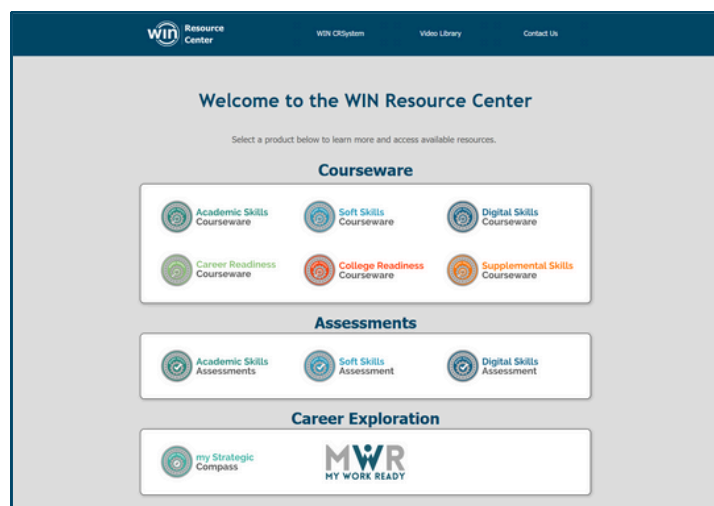 win Resource
Center
WIN CRSystem Video Library Contact Us
Welcome to the WIN Resource Center
Select a product below to learn more and access available resources.
Courseware
Academic Skills
Courseware
Soft Skills
Courseware
Digital Skills
Courseware
Career Readiness
Courseware
College Readiness
Courseware
Supplemental Skills
Courseware
Assessments
Academic Skills
Assessments
Soft Skills
Assessment
Digital Skills
Assessment
Career Exploration
my Strategic
Compass
MWR
MY WORK READY